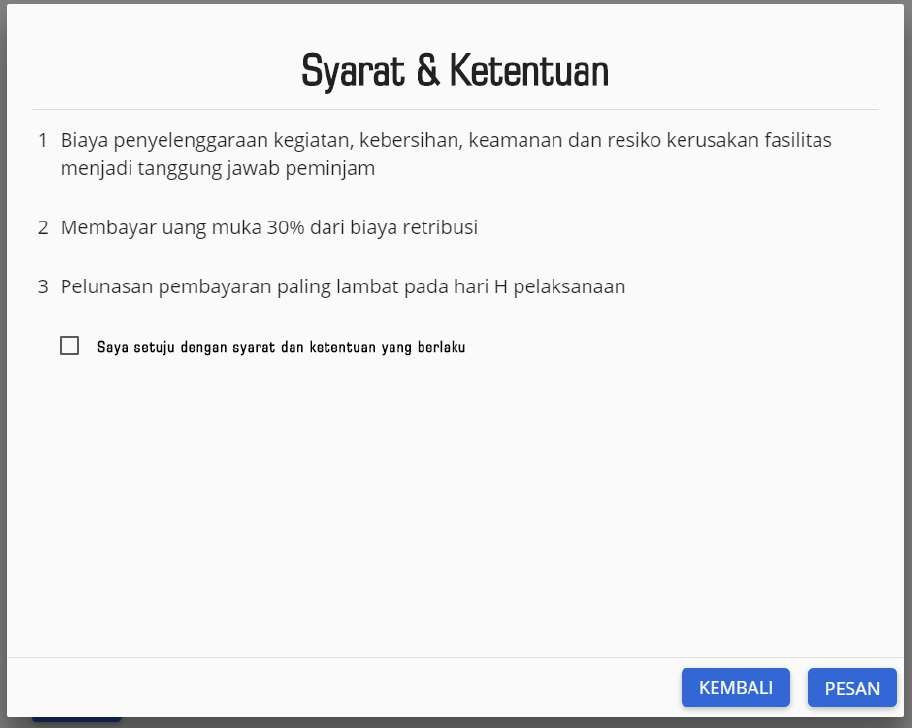 Syarat & Ketentuan
1 Biaya penyelenggaraan kegiatan, kebersihan, keamanan dan resiko kerusakan fasilitas
menjadi tanggung jawab peminjam
2 Membayar uang muka 30% dari biaya retribusi
3 Pelunasan pembayaran paling lambat pada hari H pelaksanaan
Saya setuju dengan syarat dan ketentuan yang berlaku
KEMBALI PESAN